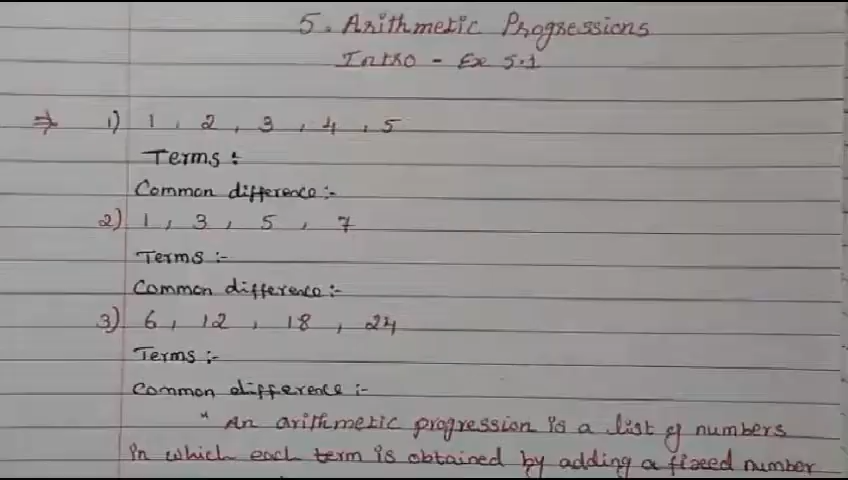 5. Arithmetic Progressions
Intro - Ex 5.1
⇒ 1) 1, 2, 3, 4, 5
Terms :
Common difference :-
2) 1, 3, 5, 7
Terms :-
Common difference :-
3) 6, 12, 18, 24
Terms :-
Common difference :-
* An arithmetic progression is a list of numbers
in which each term is obtained by adding a fixed number